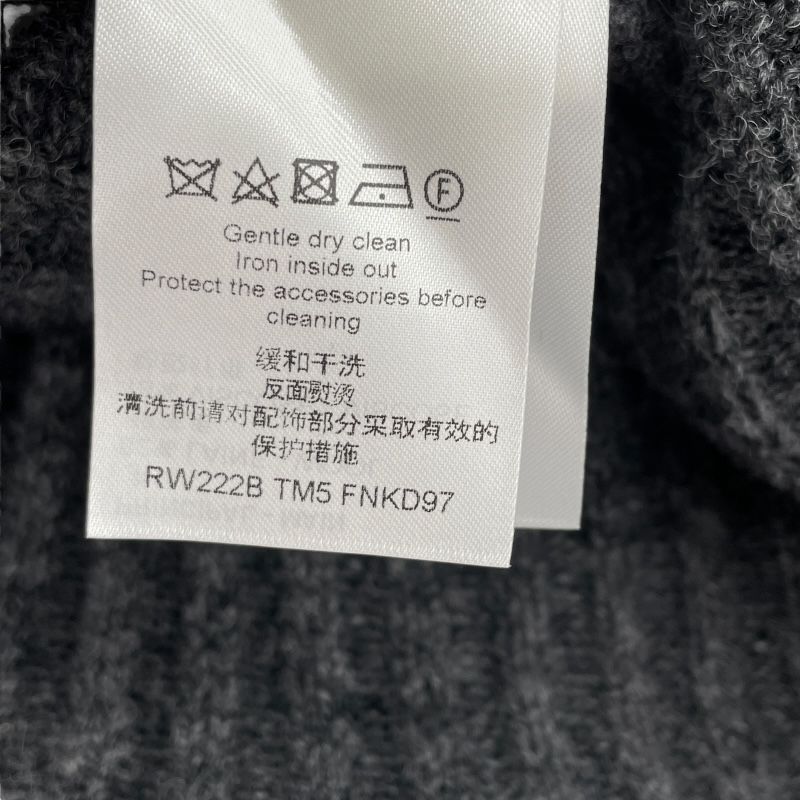 F
Gentle dry clean
Iron inside out
Protect the accessories before
cleaning
缓和干洗
反面熨烫
清洗前请对配饰部分采取有效的
保护措施
RW222B TM5 FNKD97